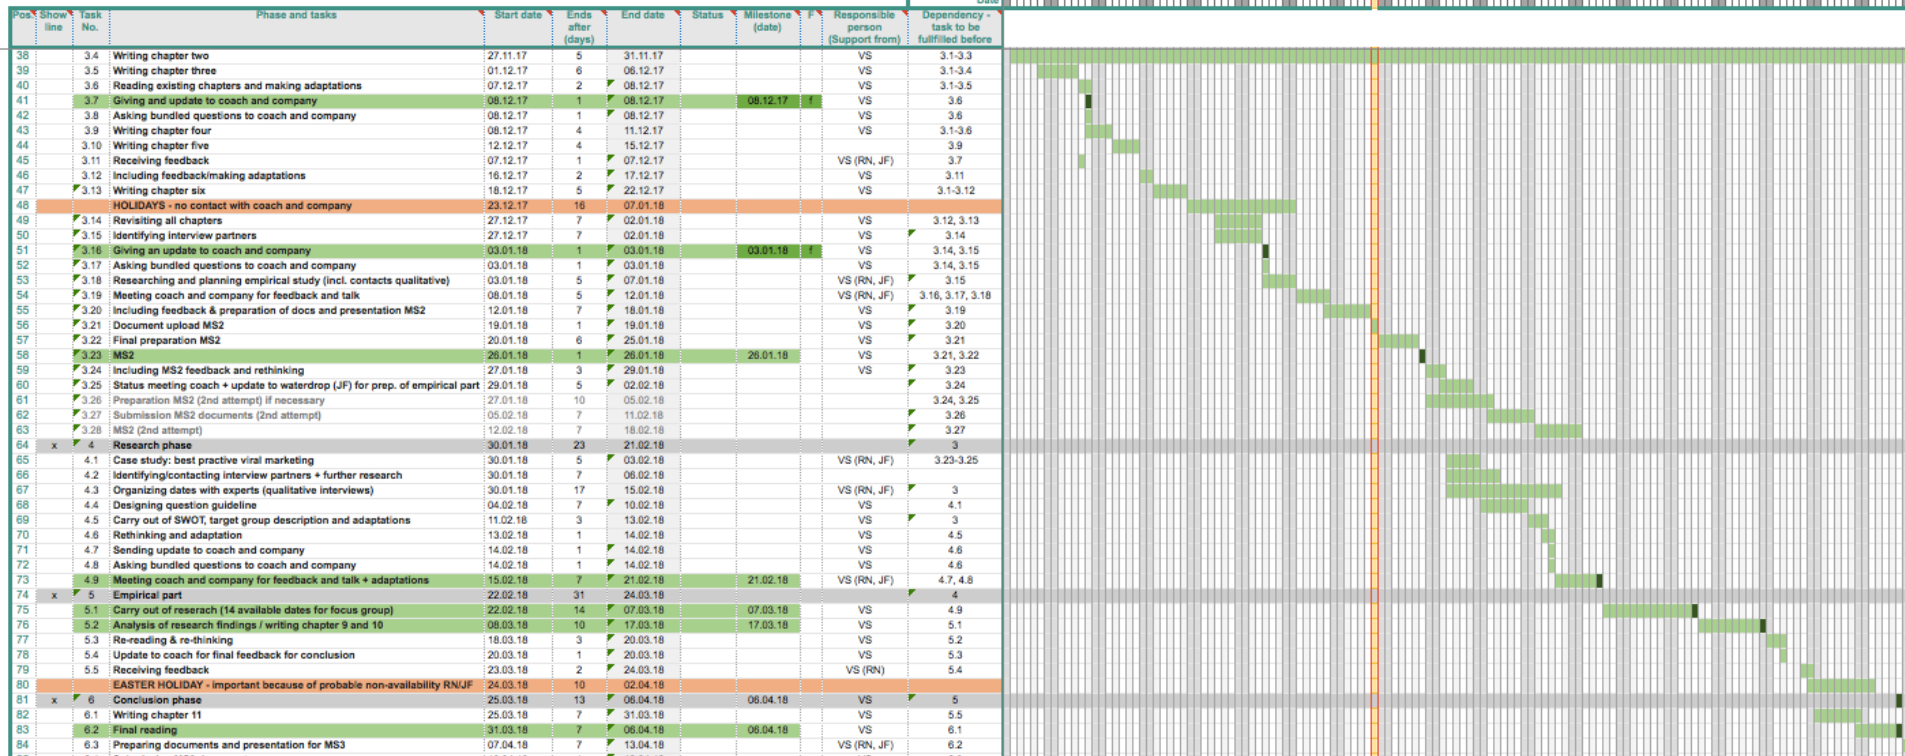 Date
Pos. Show line Task No. Phase and tasks Start date Ends after (days) End date Status Milestone (date) F Responsible person (Support from) Dependency - task to be fullfilled before
38 3.4 Writing chapter two 27.11.17 5 31.11.17 VS 3.1-3.3
39 3.5 Writing chapter three 01.12.17 6 06.12.17 VS 3.1-3.4
40 3.6 Reading existing chapters and making adaptations 07.12.17 2 08.12.17 VS 3.1-3.5
41 3.7 Giving and update to coach and company 08.12.17 1 08.12.17 08.12.17 f VS 3.6
42 3.8 Asking bundled questions to coach and company 08.12.17 1 08.12.17 VS 3.6
43 3.9 Writing chapter four 08.12.17 4 11.12.17 VS 3.1-3.6
44 3.10 Writing chapter five 12.12.17 4 15.12.17 3.9
45 3.11 Receiving feedback 07.12.17 1 07.12.17 VS (RN, JF) 3.7
46 3.12 Including feedback/making adaptations 16.12.17 2 17.12.17 VS 3.11
47 3.13 Writing chapter six 18.12.17 5 22.12.17 VS 3.1-3.12
48 HOLIDAYS - no contact with coach and company 23.12.17 16 07.01.18
49 3.14 Revisiting all chapters 27.12.17 7 02.01.18 VS 3.12, 3.13
50 3.15 Identifying interview partners 27.12.17 7 02.01.18 VS 3.14
51 3.16 Giving an update to coach and company 03.01.18 1 03.01.18 03.01.18 f VS 3.14, 3.15
52 3.17 Asking bundled questions to coach and company 03.01.18 1 03.01.18 VS 3.14, 3.15
53 3.18 Researching and planning empirical study (incl. contacts qualitative) 03.01.18 5 07.01.18 VS (RN, JF) 3.15
54 3.19 Meeting coach and company for feedback and talk 08.01.18 5 12.01.18 VS (RN, JF) 3.16, 3.17, 3.18
55 3.20 Including feedback & preparation of docs and presentation MS2 12.01.18 7 18.01.18 VS 3.19
56 3.21 Document upload MS2 19.01.18 1 19.01.18 VS 3.20
57 3.22 Final preparation MS2 20.01.18 6 25.01.18 VS 3.21
58 3.23 MS2 26.01.18 1 26.01.18 26.01.18 VS 3.21, 3.22
59 3.24 Including MS2 feedback and rethinking 27.01.18 3 29.01.18 VS 3.23
60 3.25 Status meeting coach + update to waterdrop (JF) for prep. of empirical part 29.01.18 5 02.02.18 3.24
61 3.26 Preparation MS2 (2nd attempt) if necessary 27.01.18 10 05.02.18 3.24, 3.25
62 3.27 Submission MS2 documents (2nd attempt) 05.02.18 7 11.02.18 3.26
63 3.28 MS2 (2nd attempt) 12.02.18 7 18.02.18 3.27
64 x 4 Research phase 30.01.18 23 21.02.18 3
65 4.1 Case study: best practive viral marketing 30.01.18 5 03.02.18 VS (RN, JF) 3.23-3.25
66 4.2 Identifying/contacting interview partners + further research 30.01.18 7 06.02.18 VS
67 4.3 Organizing dates with experts (qualitative interviews) 30.01.18 17 15.02.18 VS (RN, JF) 3
68 4.4 Designing question guideline 04.02.18 7 10.02.18 VS 4.1
69 4.5 Carry out of SWOT, target group description and adaptations 11.02.18 3 13.02.18 VS 3
70 4.6 Rethinking and adaptation 13.02.18 1 14.02.18 VS 4.5
71 4.7 Sending update to coach and company 14.02.18 1 14.02.18 VS 4.6
72 4.8 Asking bundled questions to coach and company 14.02.18 1 14.02.18 VS 4.6
73 4.9 Meeting coach and company for feedback and talk + adaptations 15.02.18 7 21.02.18 21.02.18 VS (RN, JF) 4.7, 4.8
74 x 5 Empirical part 22.02.18 31 24.03.18 4
75 5.1 Carry out of reserach (14 available dates for focus group) 22.02.18 14 07.03.18 07.03.18 VS 4.9
76 5.2 Analysis of research findings / writing chapter 9 and 10 08.03.18 10 17.03.18 17.03.18 VS 5.1
77 5.3 Re-reading & re-thinking 18.03.18 3 20.03.18 VS 5.2
78 5.4 Update to coach for final feedback for conclusion 20.03.18 1 20.03.18 VS 5.3
79 5.5 Receiving feedback 23.03.18 2 24.03.18 VS (RN) 5.4
80 EASTER HOLIDAY - important because of probable non-availability RN/JF 24.03.18 10 02.04.18
81 x 6 Conclusion phase 25.03.18 13 06.04.18 06.04.18 VS 5
82 6.1 Writing chapter 11 25.03.18 7 31.03.18 VS 5.5
83 6.2 Final reading 31.03.18 7 06.04.18 06.04.18 VS 6.1
84 6.3 Preparing documents and presentation for MS3 07.04.18 7 13.04.18 VS (RN, JF) 6.2